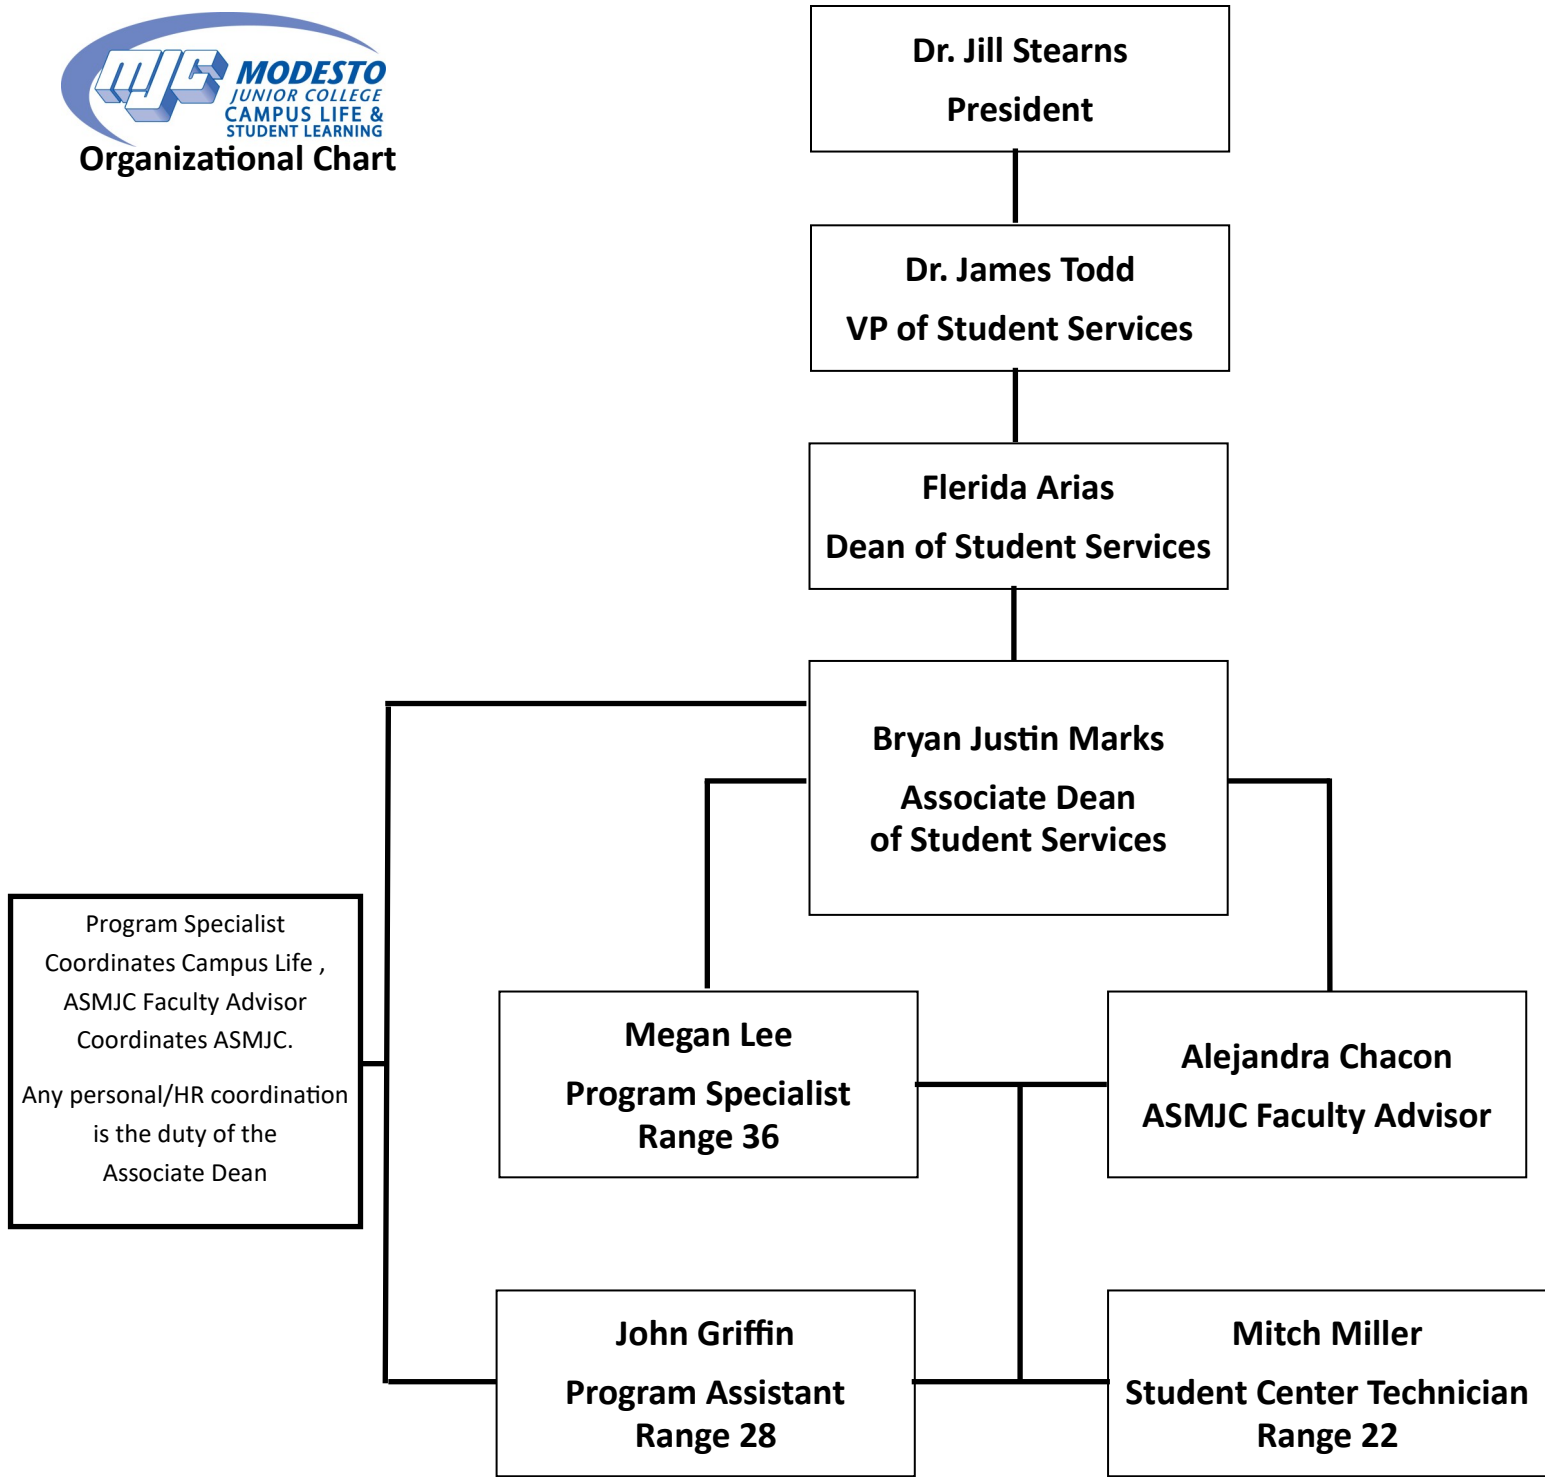 MJC
MODESTO
JUNIOR COLLEGE
CAMPUS LIFE &
STUDENT LEARNING
Organizational Chart
Dr. Jill Stearns
President
Dr. James Todd
VP of Student Services
Flerida Arias
Dean of Student Services
Bryan Justin Marks
Associate Dean
of Student Services
Program Specialist
Coordinates Campus Life ,
ASMJC Faculty Advisor
Coordinates ASMJC.
Any personal/HR coordination
is the duty of the
Associate Dean
Megan Lee
Program Specialist
Range 36
Alejandra Chacon
ASMJC Faculty Advisor
John Griffin
Program Assistant
Range 28
Mitch Miller
Student Center Technician
Range 22